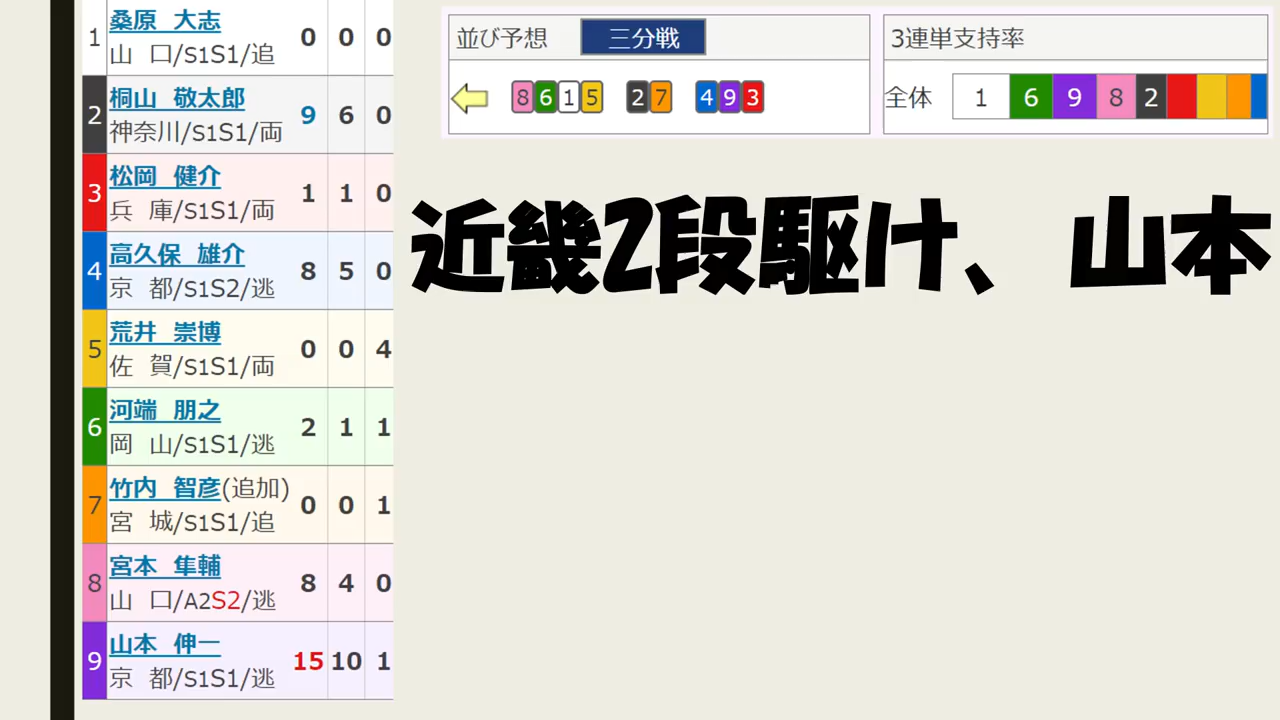 1 桑原 大志 0 0 0
山 口/S1S1/追
2 桐山 敬太郎 9 6 0
神奈川/S1S1/両
3 松岡 健介 1 1 0
兵 庫/S1S1/両
4 高久保 雄介 8 5 0
京 都/S1S2/逃
5 荒井 崇博 0 0 4
佐 賀/S1S1/両
6 河端 朋之 2 1 1
岡 山/S1S1/逃
7 竹内 智彦(追加) 0 0 1
宮 城/S1S1/追
8 宮本 隼輔 8 4 0
山 口/A2S2/逃
9 山本 伸一 15 10 1
京 都/S1S1/逃
並び予想 三分戦
8 6 1 5 2 7 4 9 3
3連単支持率
全体 1 6 9 8 2
近畿2段駆け、山本